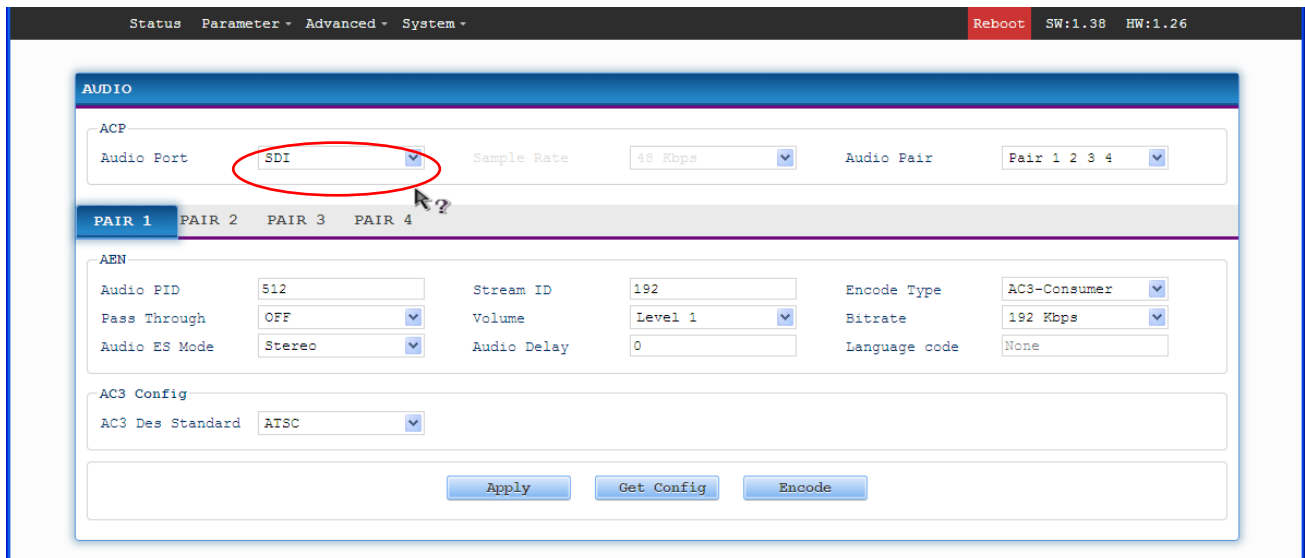 Status Parameter Advanced System Reboot SW:1.38 HW:1.26
AUDIO
ACP
Audio Port SDI Sample Rate 48 Kbps Audio Pair Pair 1 2 3 4
?
PAIR 1 PAIR 2 PAIR 3 PAIR 4
AEN
Audio PID 512 Stream ID 192 Encode Type AC3-Consumer
Pass Through OFF Volume Level 1 Bitrate 192 Kbps
Audio ES Mode Stereo Audio Delay 0 Language code None
AC3 Config
AC3 Des Standard ATSC
Apply Get Config Encode